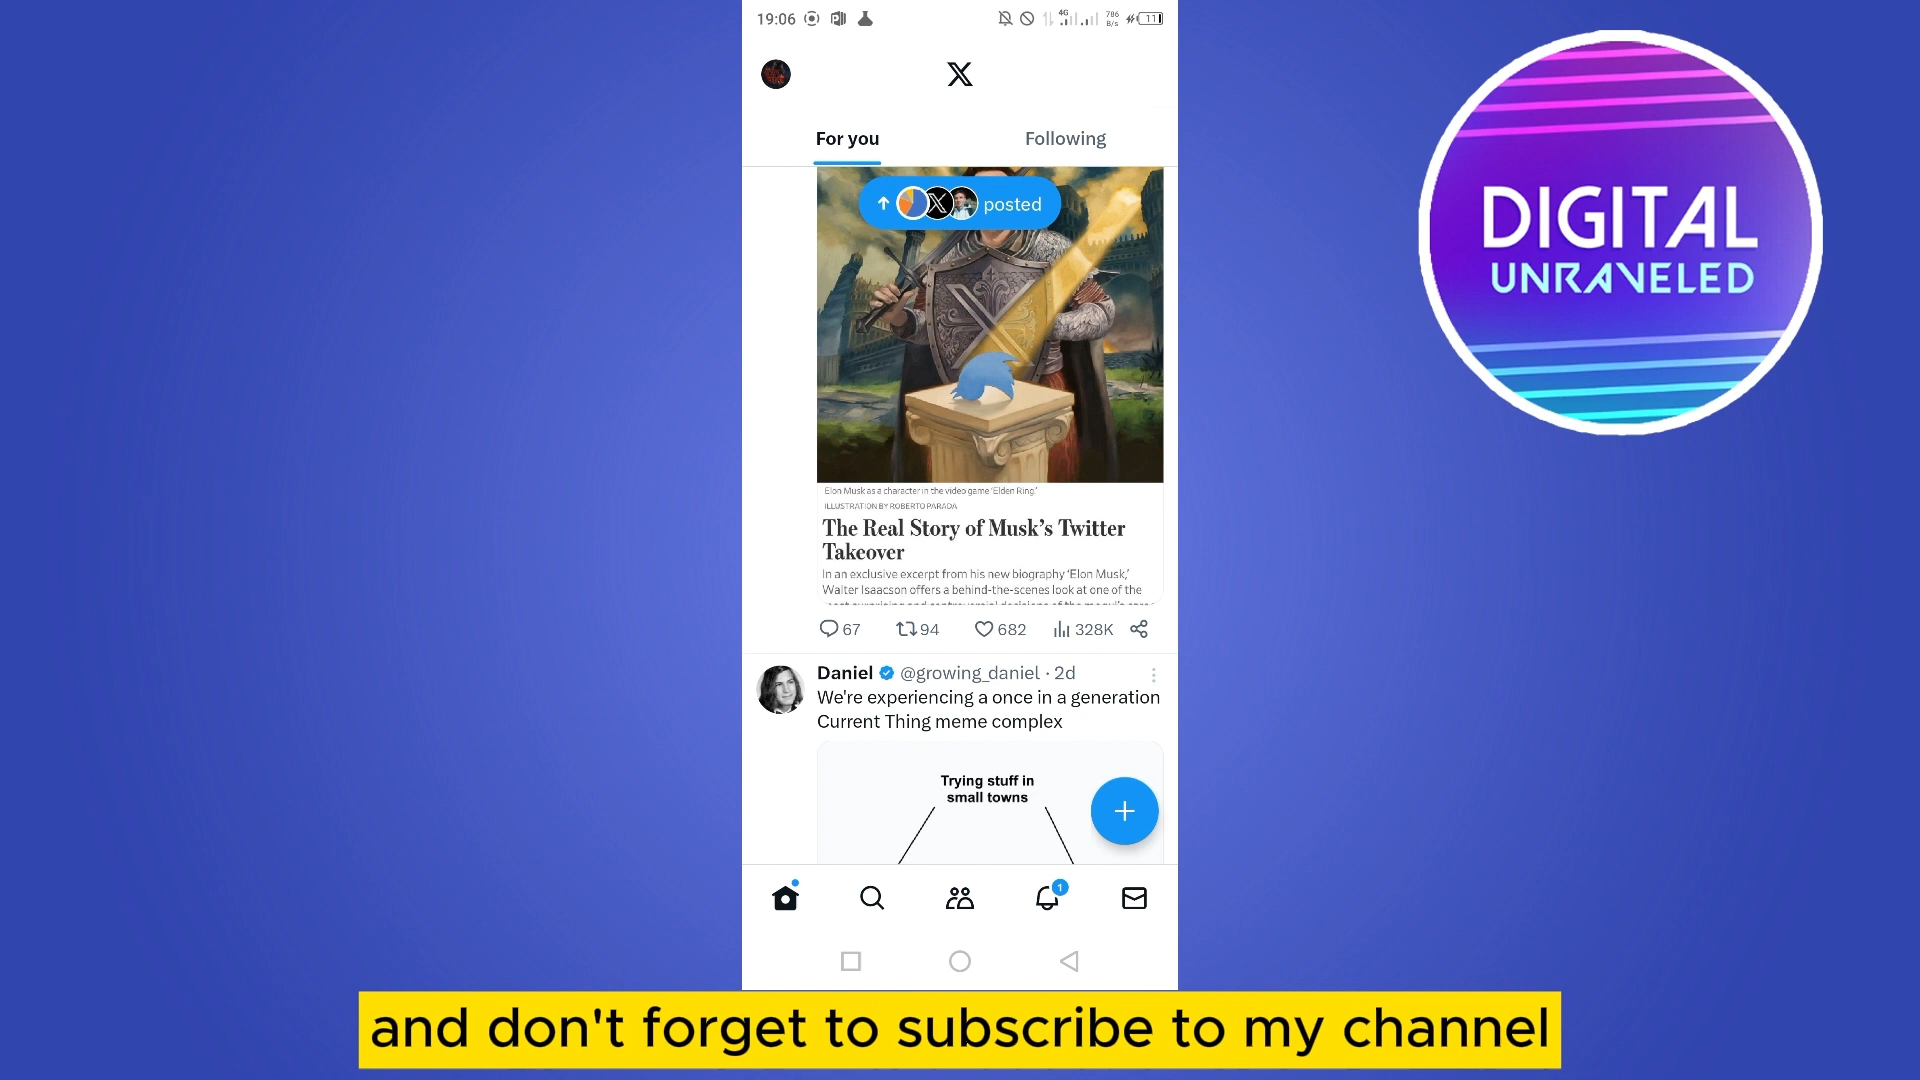 19:06
4G
786
B/s
11
For you
Following
posted
Elon Musk as a character in the video game 'Elden Ring.'
ILLUSTRATION BY ROBERTO PARADA
The Real Story of Musk's Twitter
Takeover
In an exclusive excerpt from his new biography 'Elon Musk,'
Walter Isaacson offers a behind-the-scenes look at one of the
67
94
682
328K
Daniel @growing_daniel · 2d
We're experiencing a once in a generation
Current Thing meme complex
Trying stuff in
small towns
1
DIGITAL
UNRAVELED
and don't forget to subscribe to my channel